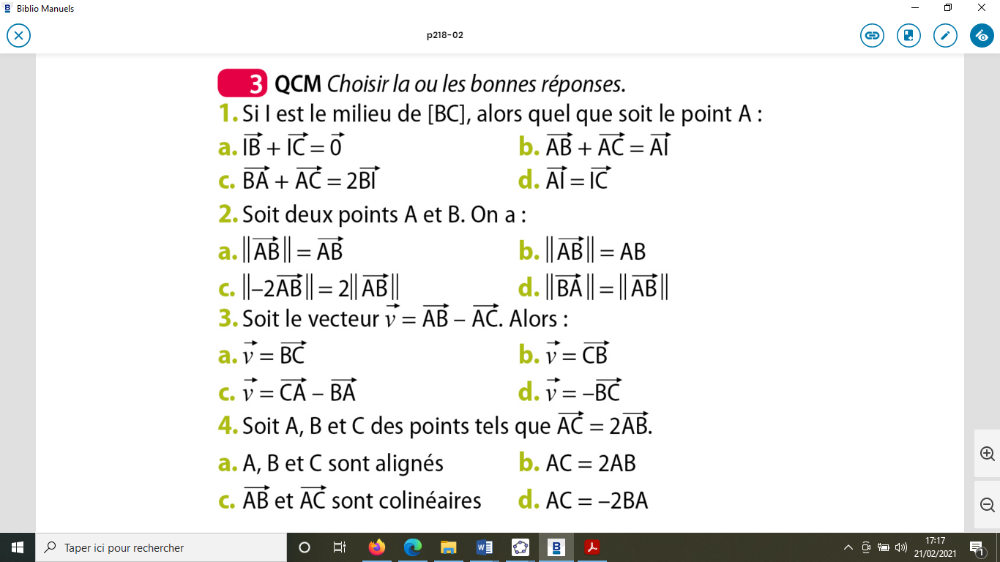 Biblio Manuels
p218-02
3 QCM Choisir la ou les bonnes réponses.
1. Si I est le milieu de [BC], alors quel que soit le point A :
a. $\overrightarrow{IB} + \overrightarrow{IC} = \vec{0}$ b. $\overrightarrow{AB} + \overrightarrow{AC} = \overrightarrow{AI}$
c. $\overrightarrow{BA} + \overrightarrow{AC} = 2\overrightarrow{BI}$ d. $\overrightarrow{AI} = \overrightarrow{IC}$
2. Soit deux points A et B. On a :
a. $\|\overrightarrow{AB}\| = \overrightarrow{AB}$ b. $\|\overrightarrow{AB}\| = AB$
c. $\|-2\overrightarrow{AB}\| = 2\|\overrightarrow{AB}\|$ d. $\|\overrightarrow{BA}\| = \|\overrightarrow{AB}\|$
3. Soit le vecteur $\vec{v} = \overrightarrow{AB} - \overrightarrow{AC}$. Alors :
a. $\vec{v} = \overrightarrow{BC}$ b. $\vec{v} = \overrightarrow{CB}$
c. $\vec{v} = \overrightarrow{CA} - \overrightarrow{BA}$ d. $\vec{v} = -\overrightarrow{BC}$
4. Soit A, B et C des points tels que $\overrightarrow{AC} = 2\overrightarrow{AB}$.
a. A, B et C sont alignés b. AC = 2AB
c. $\overrightarrow{AB}$ et $\overrightarrow{AC}$ sont colinéaires d. AC = –2BA
Taper ici pour rechercher
17:17
21/02/2021
1